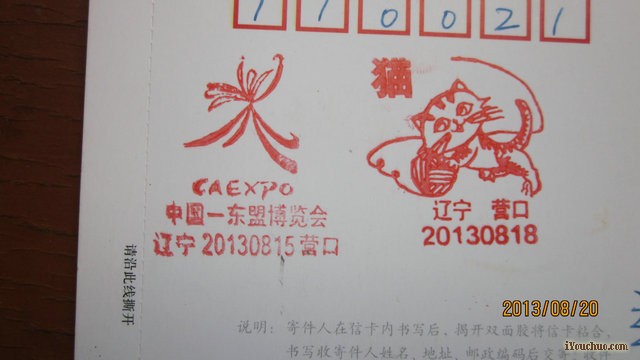 110021
猫
CAEXPO
中国一东盟博览会
辽宁 20130815 营口
辽宁 营口
20130818
请沿此线撕开
2013/08/20
说明：寄件人在信卡内书写后、揭开双面胶将信卡粘合，
书写收寄件人姓名、地址、邮政编码后
iYouchuo.com